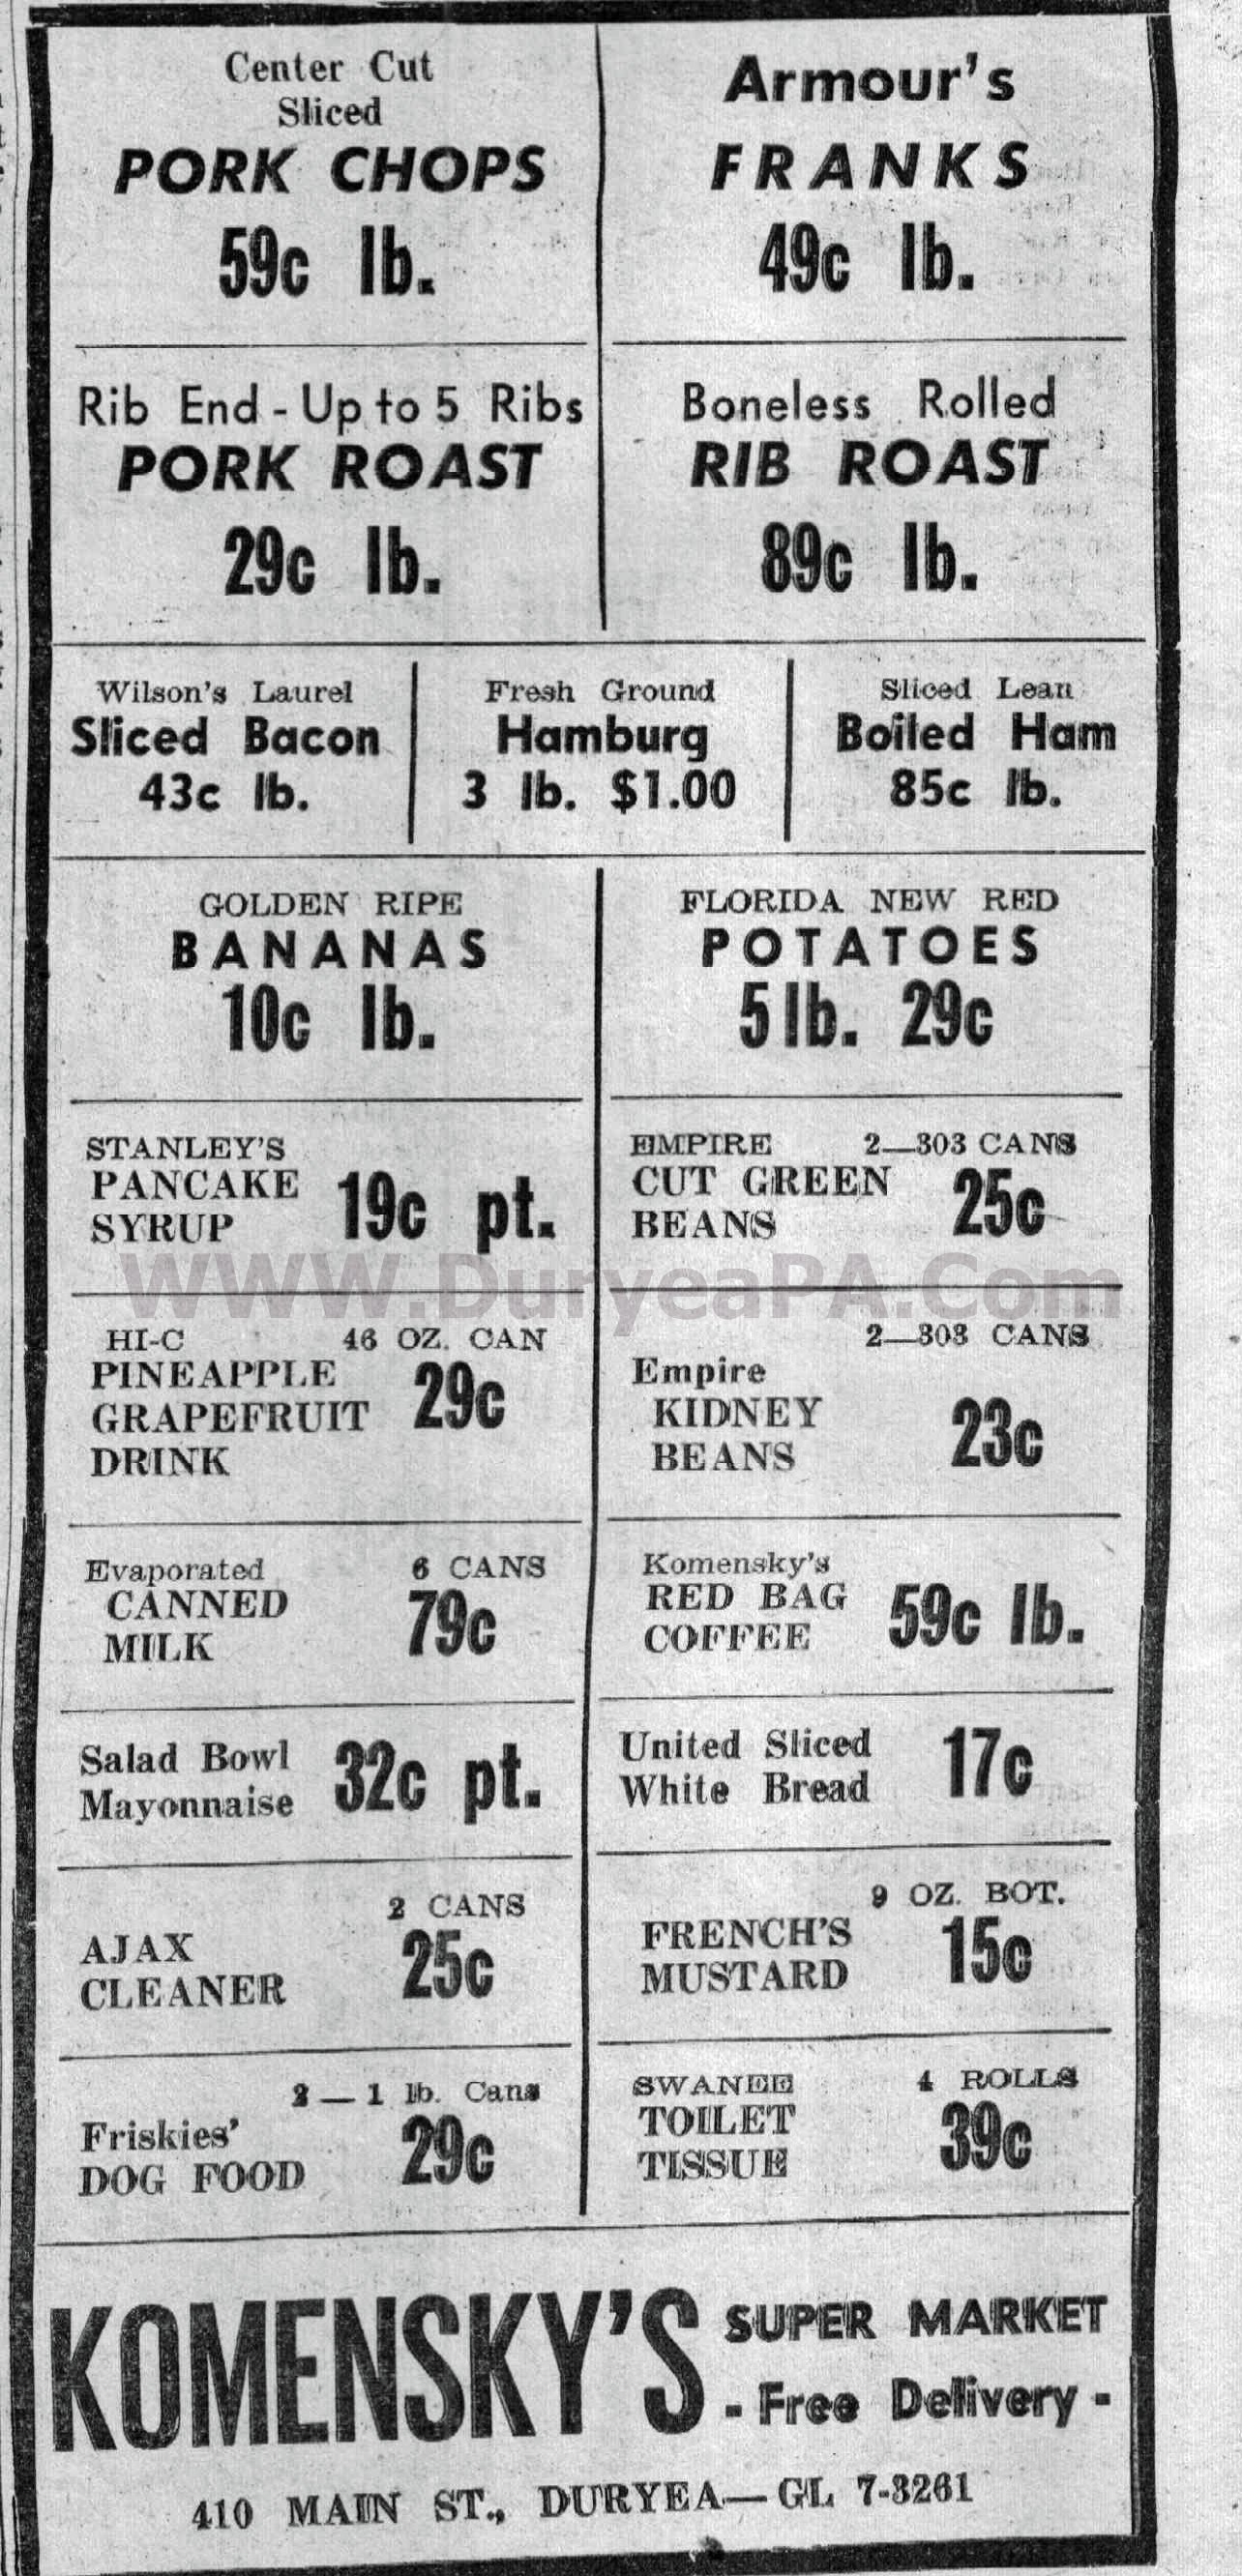 Center Cut
Sliced
PORK CHOPS
59c lb.
Armour's
FRANKS
49c lb.
Rib End - Up to 5 Ribs
PORK ROAST
29c lb.
Boneless Rolled
RIB ROAST
89c lb.
Wilson's Laurel
Sliced Bacon
43c lb.
Fresh Ground
Hamburg
3 lb. $1.00
Sliced Lean
Boiled Ham
85c lb.
GOLDEN RIPE
BANANAS
10c lb.
FLORIDA NEW RED
POTATOES
5 lb. 29c
STANLEY'S
PANCAKE
SYRUP
19c pt.
EMPIRE 2—303 CANS
CUT GREEN
BEANS
25c
WWW.DuryeaPA.Com
HI-C 46 OZ. CAN
PINEAPPLE
GRAPEFRUIT
DRINK
29c
2—303 CANS
Empire
KIDNEY
BEANS
23c
Evaporated 6 CANS
CANNED
MILK
79c
Komensky's
RED BAG
COFFEE
59c lb.
Salad Bowl
Mayonnaise
32c pt.
United Sliced
White Bread
17c
2 CANS
AJAX
CLEANER
25c
9 OZ. BOT.
FRENCH'S
MUSTARD
15c
— 1 lb. Cans
Friskies'
DOG FOOD
29c
SWANEE 4 ROLLS
TOILET
TISSUE
39c
KOMENSKY'S
SUPER MARKET
- Free Delivery -
410 MAIN ST., DURYEA—GL 7-3261